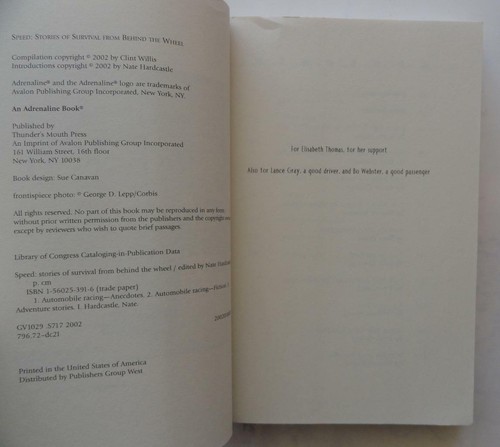 SPEED: STORIES OF SURVIVAL FROM BEHIND THE WHEEL
Compilation copyright © 2002 by Clint Willis
Introductions copyright © 2002 by Nate Hardcastle
Adrenaline® and the Adrenaline® logo are trademarks of
Avalon Publishing Group Incorporated, New York, NY.
An Adrenaline Book®
Published by
Thunder's Mouth Press
An Imprint of Avalon Publishing Group Incorporated
161 William Street, 16th floor
New York, NY 10038
Book design: Sue Canavan
frontispiece photo: © George D. Lepp/Corbis
All rights reserved. No part of this book may be reproduced in any form
without prior written permission from the publishers and the copyright
except by reviewers who wish to quote brief passages.
Library of Congress Cataloging-in-Publication Data
Speed: stories of survival from behind the wheel / edited by Nate
p. cm
ISBN 1-56025-391-6 (trade paper)
1. Automobile racing—Anecdotes. 2. Automobile racing—
Adventure stories. I. Hardcastle, Nate.
GV1029 .S717 2002
796.72–dc21
Printed in the United States of America
Distributed by Publishers Group West
For Elisabeth Thomas, for her support
Also for Lance Gray, a good driver, and Bo Webster, a good passenger